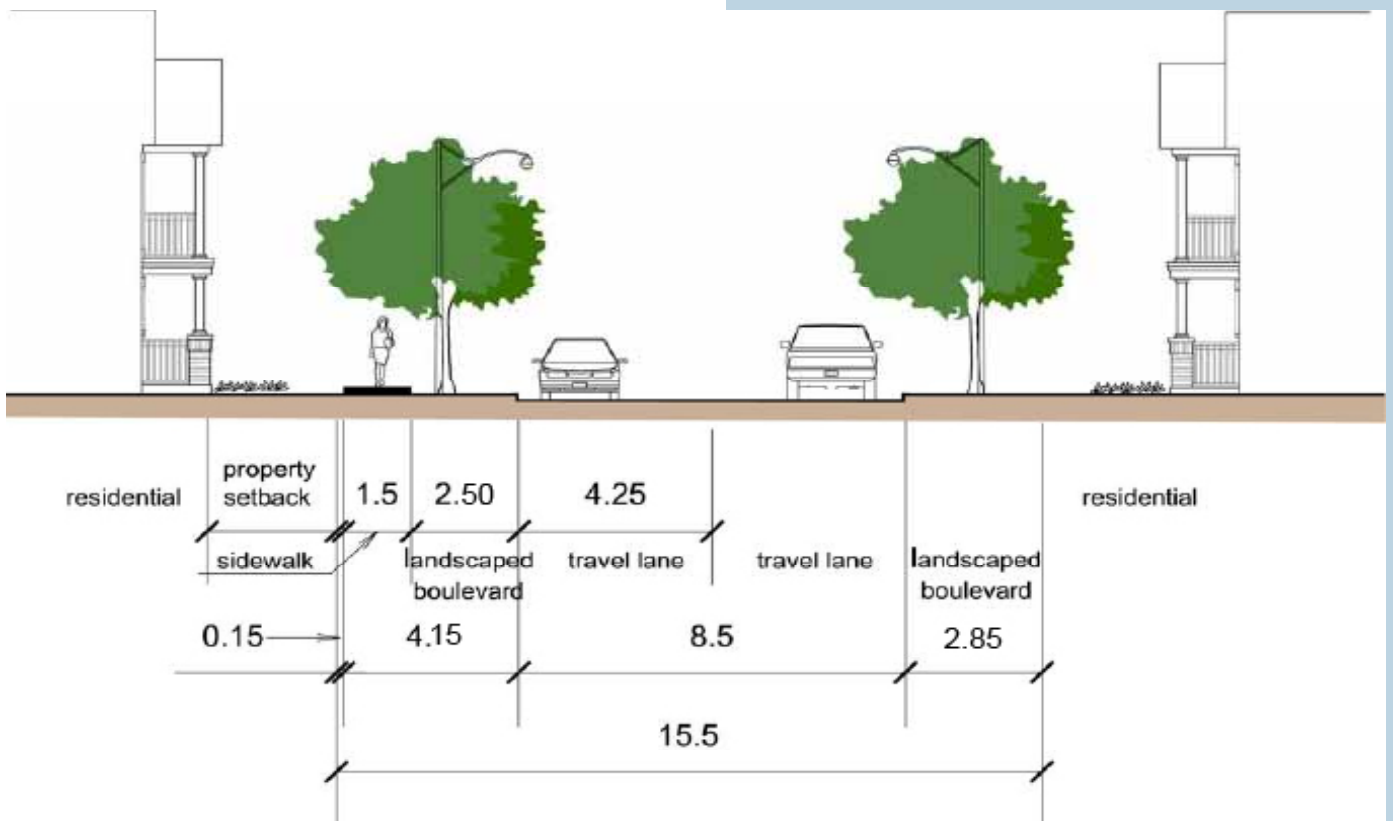 property
residential setback 1.5 2.50 4.25 residential
sidewalk landscaped travel lane travel lane landscaped
boulevard boulevard
0.15 4.15 8.5 2.85
15.5